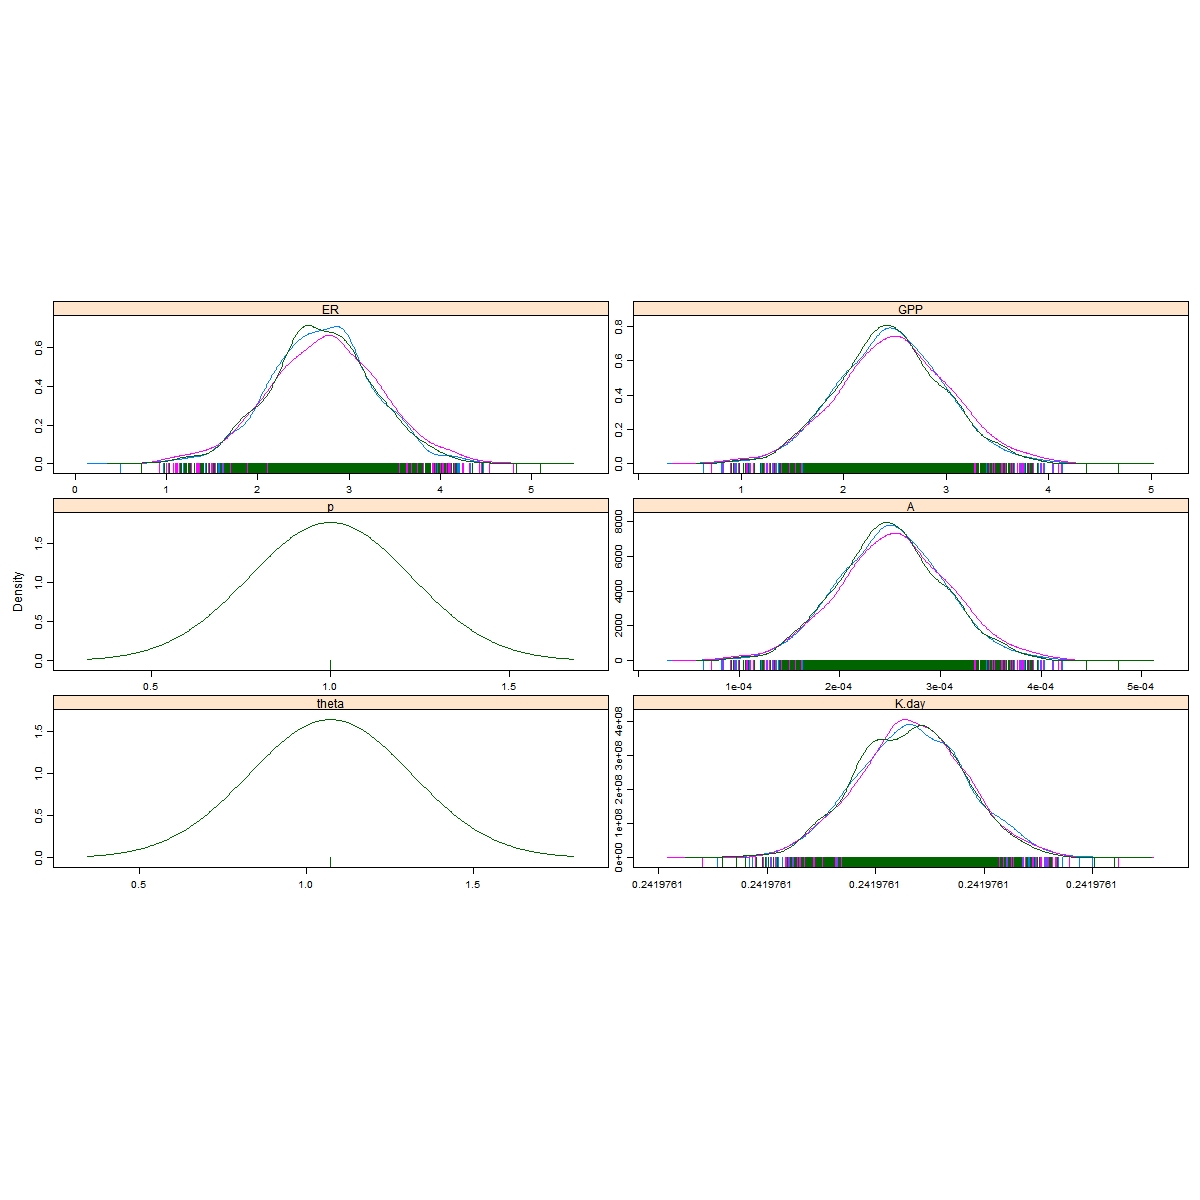 ER
0.0 0.2 0.4 0.6
0 1 2 3 4 5
GPP
0.0 0.2 0.4 0.6 0.8
1 2 3 4 5
p
0.0 0.5 1.0 1.5
0.5 1.0 1.5
A
0 2000 4000 6000 8000
1e-04 2e-04 3e-04 4e-04 5e-04
Density
theta
0.0 0.5 1.0 1.5
0.5 1.0 1.5
K.day
0e+00 1e+08 2e+08 3e+08 4e+08
0.2419761 0.2419761 0.2419761 0.2419761 0.2419761